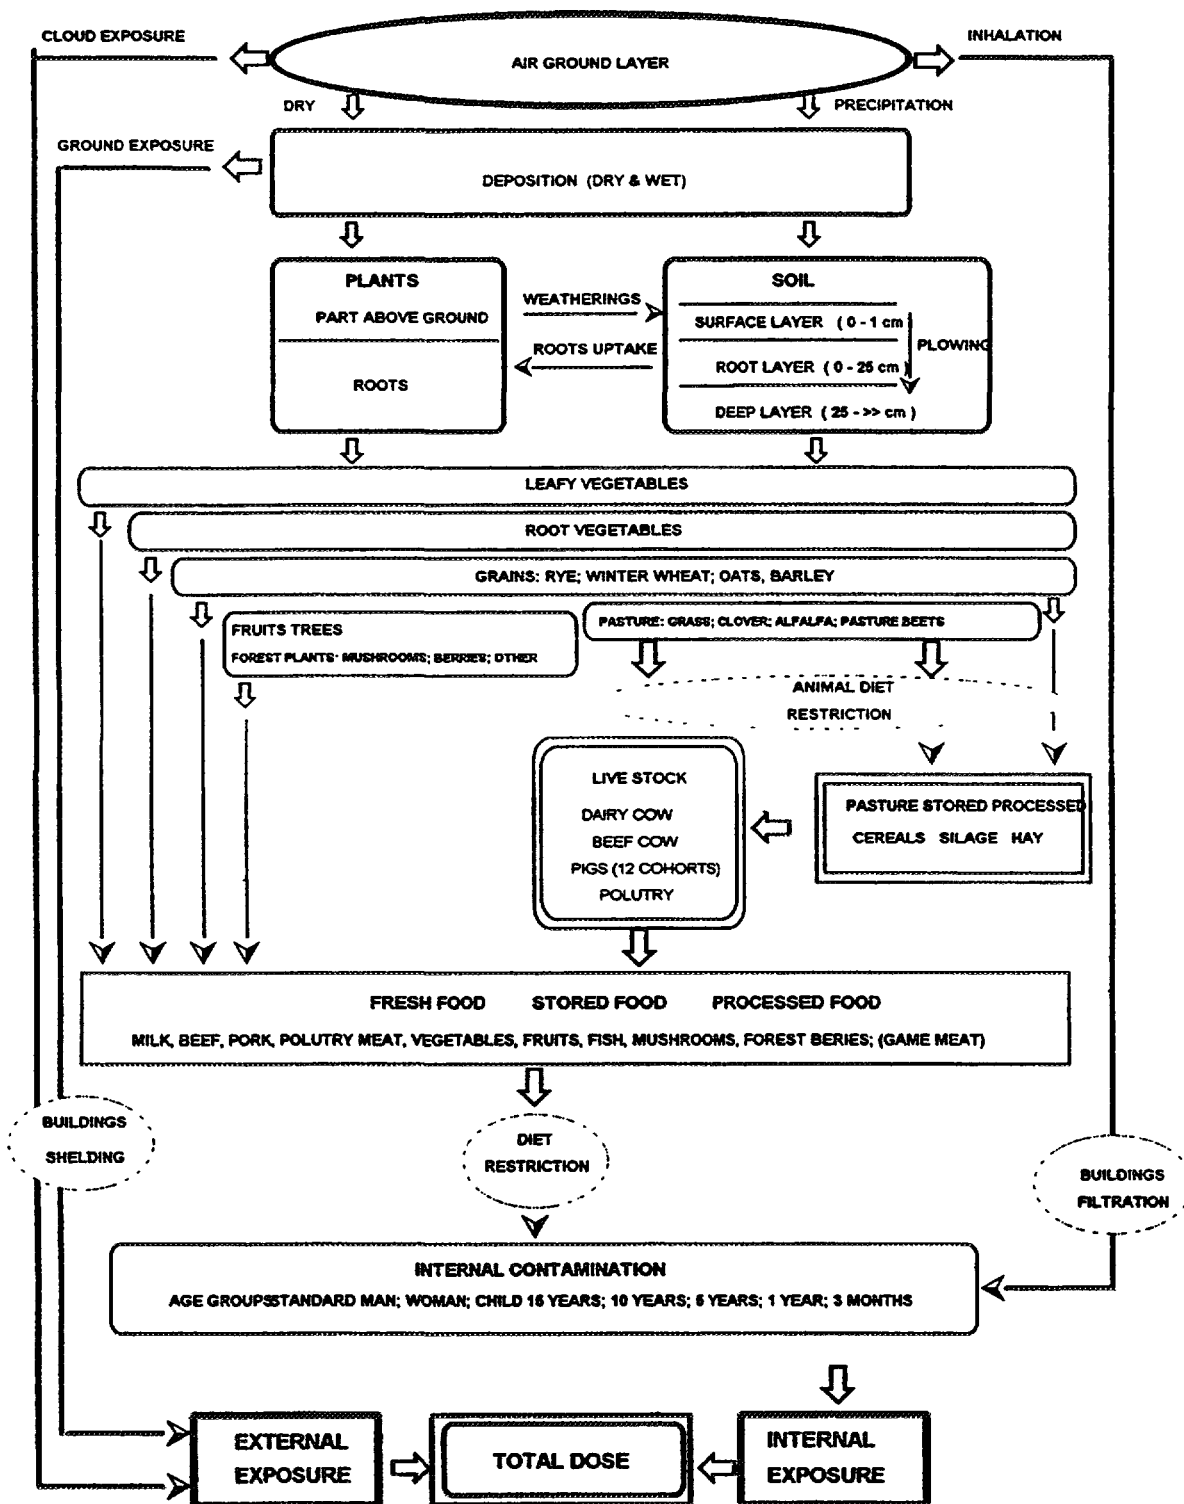 CLOUD EXPOSURE
INHALATION
AIR GROUND LAYER
DRY
PRECIPITATION
GROUND EXPOSURE
DEPOSITION (DRY & WET)
PLANTS
PART ABOVE GROUND
ROOTS
WEATHERINGS
ROOTS UPTAKE
SOIL
SURFACE LAYER ( 0 - 1 cm )
ROOT LAYER ( 0 - 25 cm )
DEEP LAYER ( 25 - >> cm )
PLOWING
LEAFY VEGETABLES
ROOT VEGETABLES
GRAINS: RYE; WINTER WHEAT; OATS, BARLEY
FRUITS TREES
FOREST PLANTS: MUSHROOMS; BERRIES; OTHER
PASTURE: GRASS; CLOVER; ALFALFA; PASTURE BEETS
ANIMAL DIET
RESTRICTION
LIVE STOCK
DAIRY COW
BEEF COW
PIGS (12 COHORTS)
POLUTRY
PASTURE STORED PROCESSED
CEREALS SILAGE HAY
FRESH FOOD STORED FOOD PROCESSED FOOD
MILK, BEEF, PORK, POLUTRY MEAT, VEGETABLES, FRUITS, FISH, MUSHROOMS, FOREST BERIES; (GAME MEAT)
BUILDINGS
SHELDING
DIET
RESTRICTION
BUILDINGS
FILTRATION
INTERNAL CONTAMINATION
AGE GROUPS STANDARD MAN; WOMAN; CHILD 15 YEARS; 10 YEARS; 5 YEARS; 1 YEAR; 3 MONTHS
EXTERNAL
EXPOSURE
TOTAL DOSE
INTERNAL
EXPOSURE